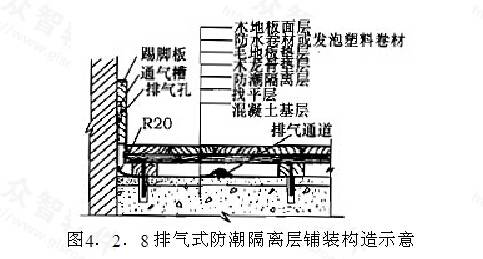 木地板面层
防水卷材或发泡塑料卷材
毛地板垫层
木龙骨垫层
防潮隔离层
找平层
混凝土基层
踢脚板
通气槽
排气孔
R20
排气通道
图4．2．8排气式防潮隔离层铺装构造示意